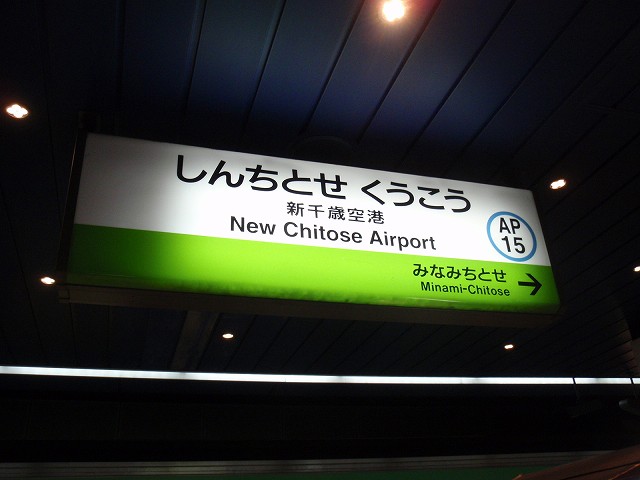 しんちとせ くうこう
新千歳空港
New Chitose Airport
AP
15
みなみちとせ
Minami-Chitose